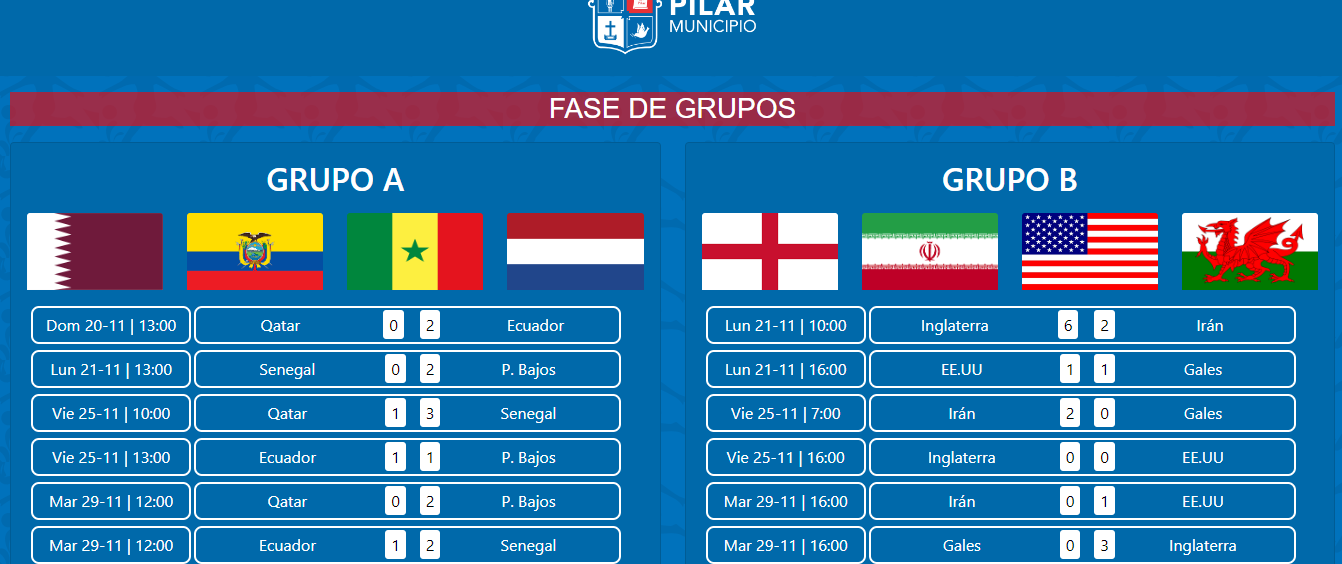 PILAR
MUNICIPIO
FASE DE GRUPOS
GRUPO A
Dom 20-11 | 13:00 Qatar 0 2 Ecuador
Lun 21-11 | 13:00 Senegal 0 2 P. Bajos
Vie 25-11 | 10:00 Qatar 1 3 Senegal
Vie 25-11 | 13:00 Ecuador 1 1 P. Bajos
Mar 29-11 | 12:00 Qatar 0 2 P. Bajos
Mar 29-11 | 12:00 Ecuador 1 2 Senegal
GRUPO B
Lun 21-11 | 10:00 Inglaterra 6 2 Irán
Lun 21-11 | 16:00 EE.UU 1 1 Gales
Vie 25-11 | 7:00 Irán 2 0 Gales
Vie 25-11 | 16:00 Inglaterra 0 0 EE.UU
Mar 29-11 | 16:00 Irán 0 1 EE.UU
Mar 29-11 | 16:00 Gales 0 3 Inglaterra